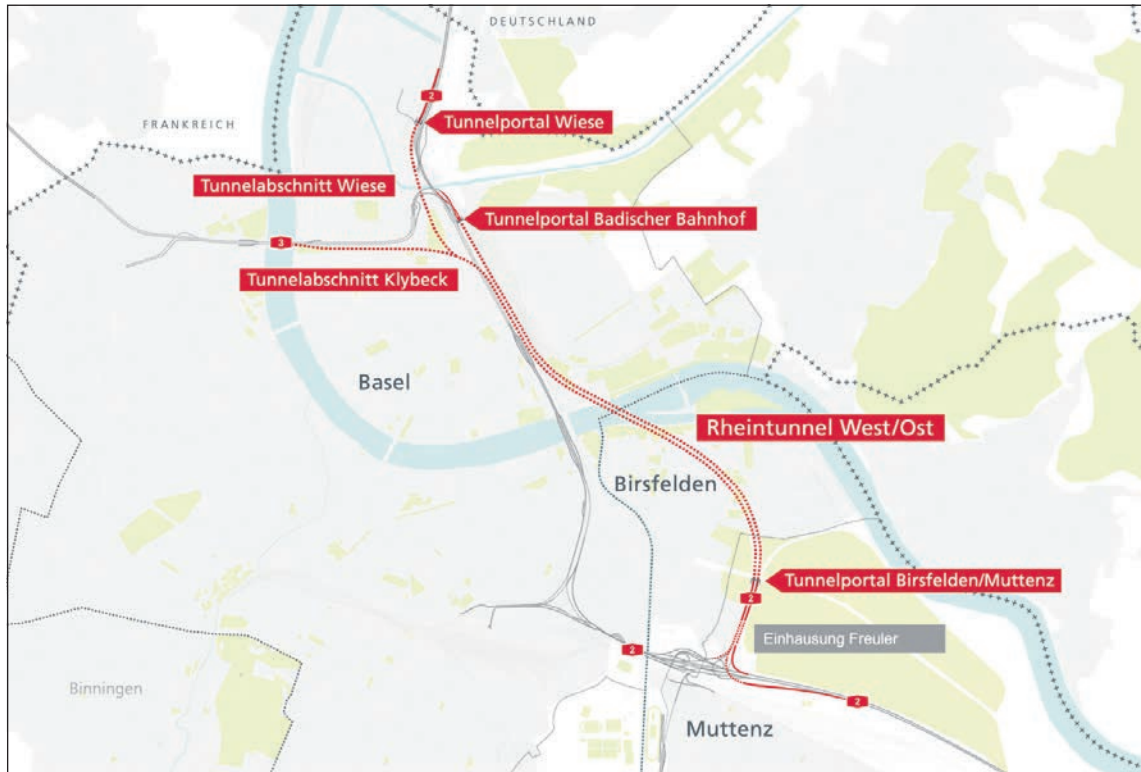 DEUTSCHLAND
2
Tunnelportal Wiese
FRANKREICH
Tunnelabschnitt Wiese
Tunnelportal Badischer Bahnhof
3
Tunnelabschnitt Klybeck
Basel
Rheintunnel West/Ost
Birsfelden
Tunnelportal Birsfelden/Muttenz
2
Einhausung Freuler
2
Binningen
2
Muttenz